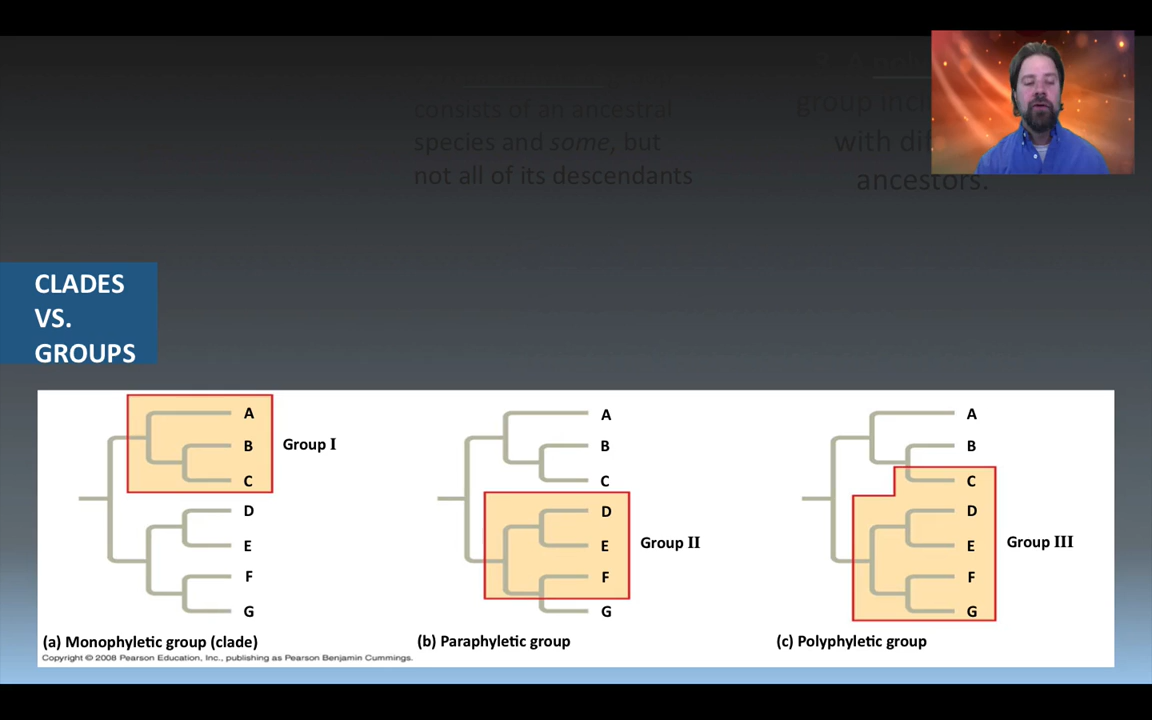 consists of an ancestral
species and some, but
not all of its descendants
group incl
with dif
ancestors.
CLADES
VS.
GROUPS
A
B
C
D
E
F
G
Group I
(a) Monophyletic group (clade)
A
B
C
D
E
F
G
Group II
(b) Paraphyletic group
A
B
C
D
E
F
G
Group III
(c) Polyphyletic group
Copyright © 2008 Pearson Education, Inc., publishing as Pearson Benjamin Cummings.